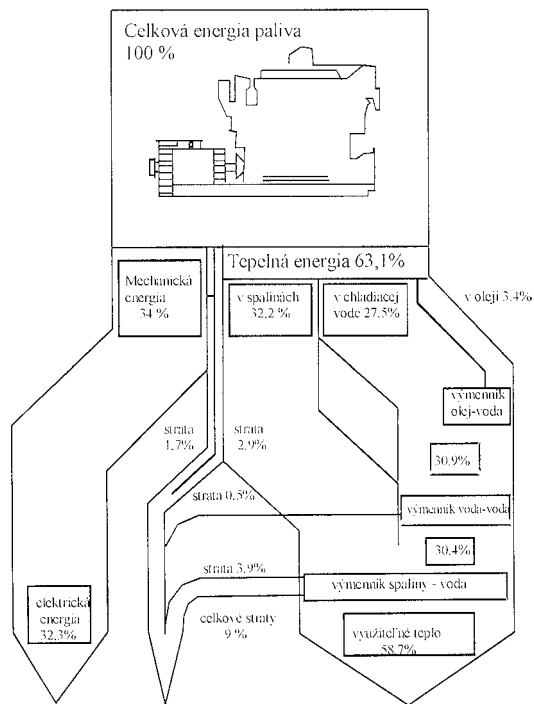 Celková energia paliva
100 %
Tepelná energia 63,1%
Mechanická
energia
34 %
v spalinách
32.2 %
v chladiacej
vode 27.5%
v oleji 3.4%
výmenník
olej-voda
strata
1.7%
strata
2.9%
30.9%
strata 0.5%
výmenník voda-voda
30.4%
strata 3.9%
výmenník spaliny - voda
elektrická
energia
32.3%
celkové straty
9 %
využiteľné teplo
58.7%